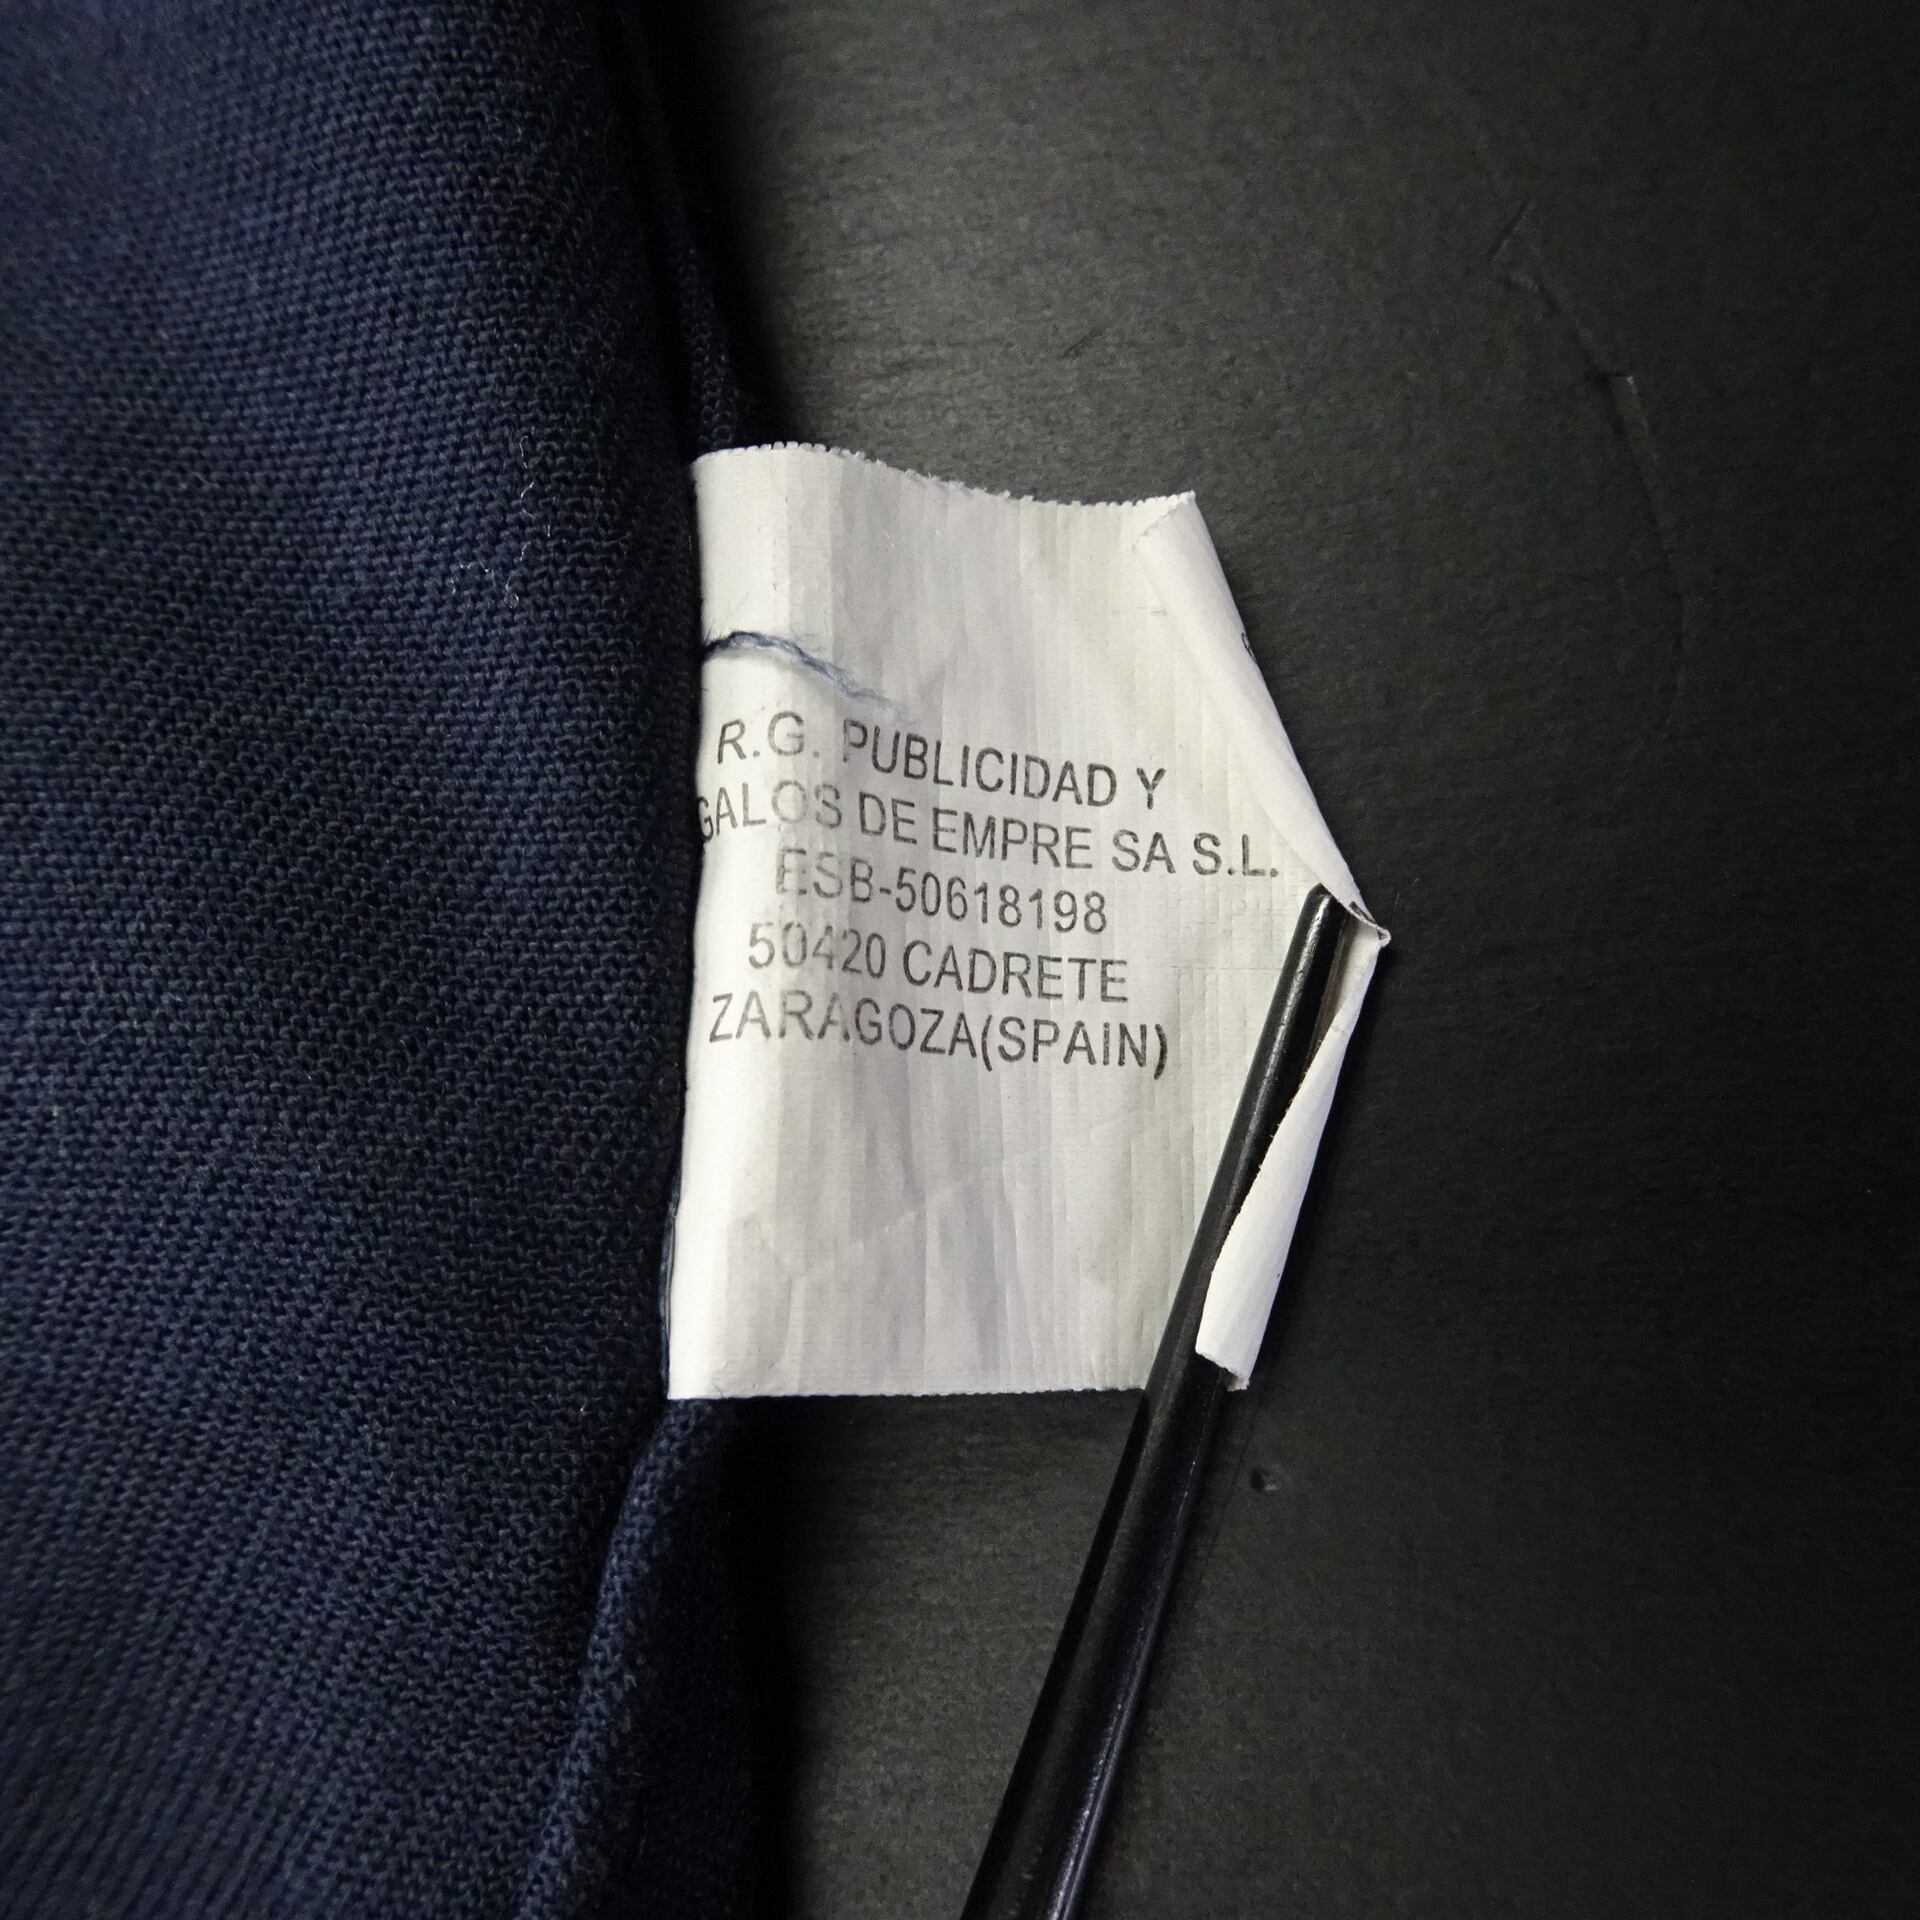 R.G. PUBLICIDAD Y
GALOS DE EMPRE SA S.L.
ESB-50618198
50420 CADRETE
ZARAGOZA(SPAIN)